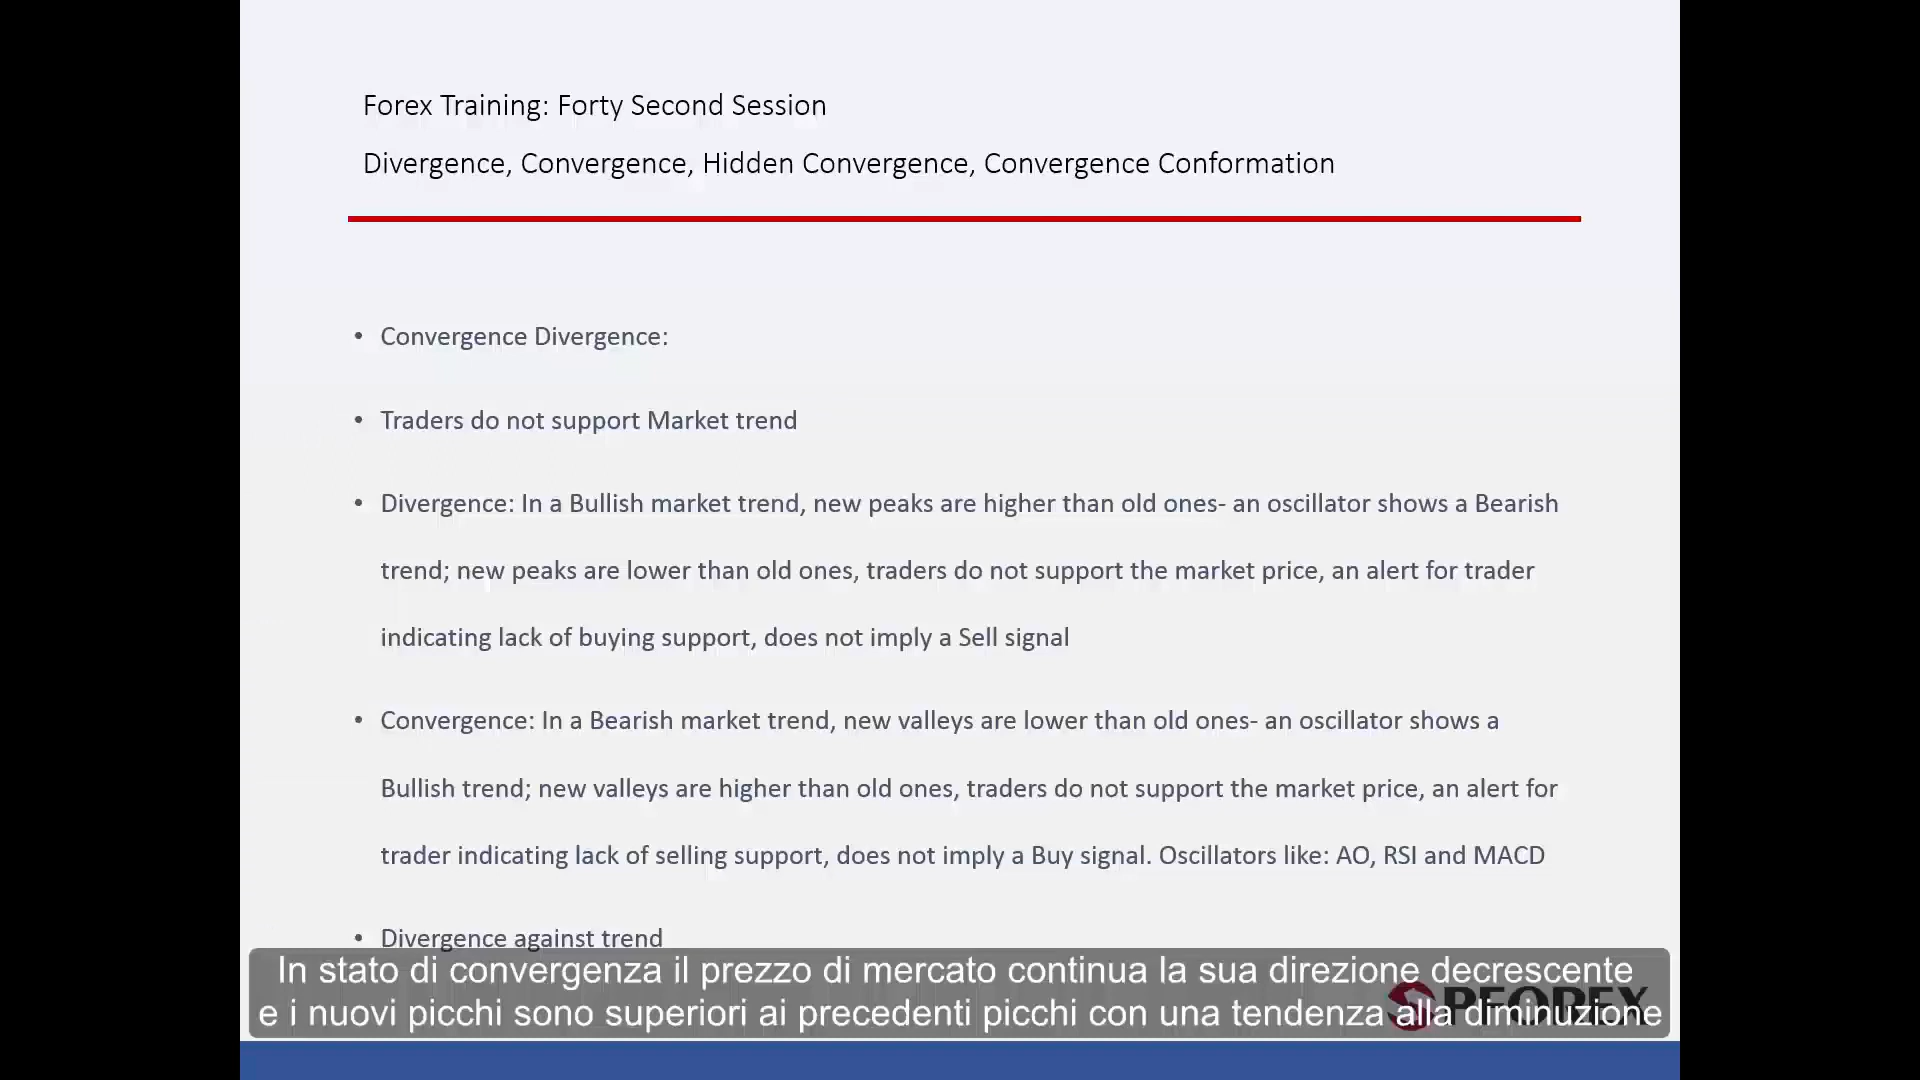 Forex Training: Forty Second Session
Divergence, Convergence, Hidden Convergence, Convergence Conformation
• Convergence Divergence:
• Traders do not support Market trend
• Divergence: In a Bullish market trend, new peaks are higher than old ones- an oscillator shows a Bearish
trend; new peaks are lower than old ones, traders do not support the market price, an alert for trader
indicating lack of buying support, does not imply a Sell signal
• Convergence: In a Bearish market trend, new valleys are lower than old ones- an oscillator shows a
Bullish trend; new valleys are higher than old ones, traders do not support the market price, an alert for
trader indicating lack of selling support, does not imply a Buy signal. Oscillators like: AO, RSI and MACD
• Divergence against trend
In stato di convergenza il prezzo di mercato continua la sua direzione decrescente
e i nuovi picchi sono superiori ai precedenti picchi con una tendenza alla diminuzione
PFOREX